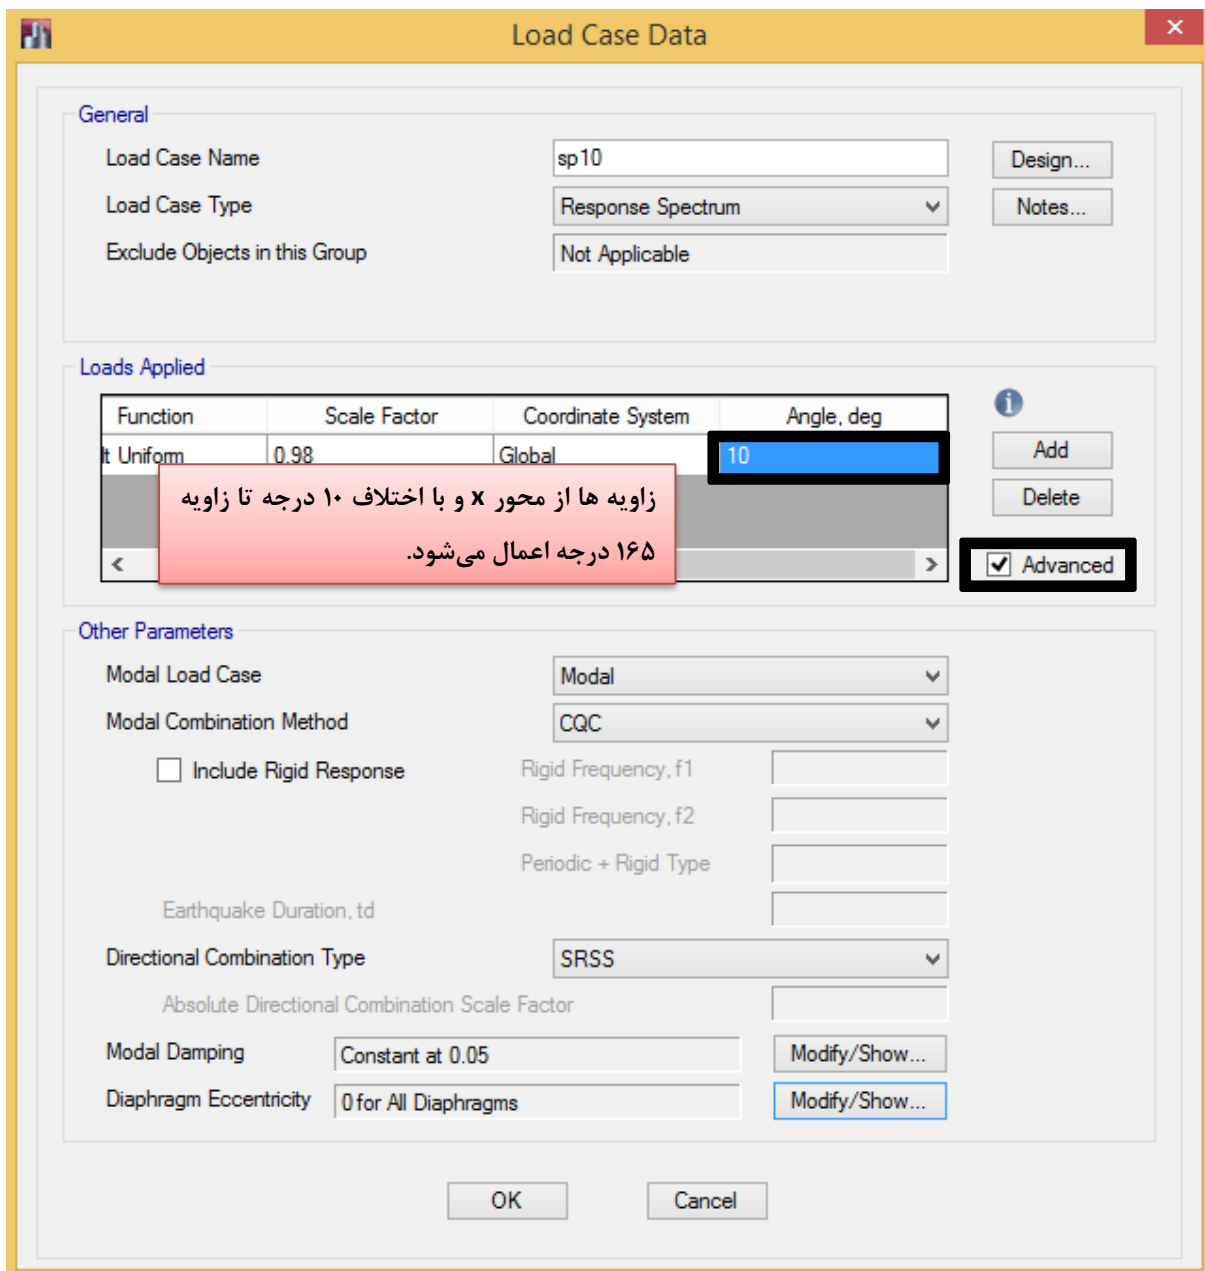 Load Case Data
General
Load Case Name sp10 Design...
Load Case Type Response Spectrum Notes...
Exclude Objects in this Group Not Applicable
Loads Applied
Function Scale Factor Coordinate System Angle, deg
lt Uniform 0.98 Global 10 Add
Delete
زاویه ها از محور x و با اختلاف ۱۰ درجه تا زاویه
۱۶۵ درجه اعمال می‌شود.
Advanced
Other Parameters
Modal Load Case Modal
Modal Combination Method CQC
Include Rigid Response Rigid Frequency, f1
Rigid Frequency, f2
Periodic + Rigid Type
Earthquake Duration, td
Directional Combination Type SRSS
Absolute Directional Combination Scale Factor
Modal Damping Constant at 0.05 Modify/Show...
Diaphragm Eccentricity 0 for All Diaphragms Modify/Show...
OK Cancel